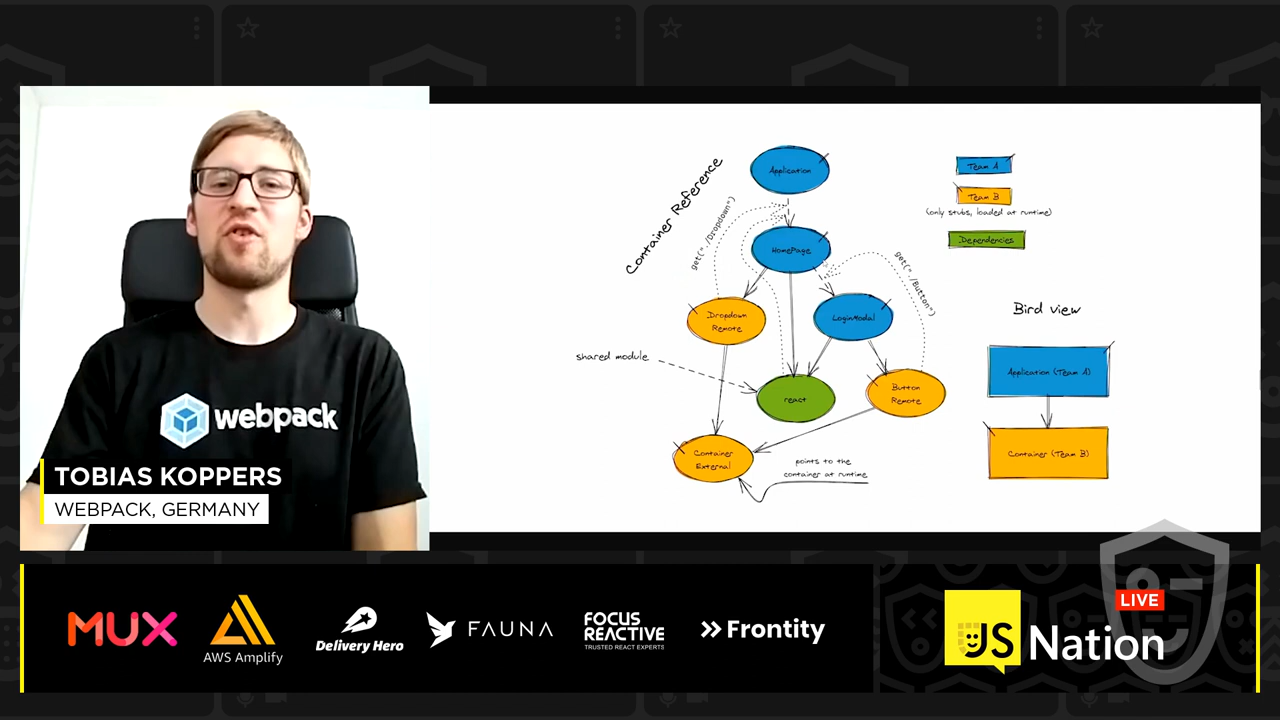 webpack
TOBIAS KOPPERS
WEBPACK, GERMANY
Container Reference
Application
get("./Dropdown")
HomePage
get("./Button")
Dropdown
Remote
LoginModal
shared module
react
Button
Remote
Container
External
points to the
container at runtime
Team A
Team B
(only stubs, loaded at runtime)
Dependencies
Bird view
Application (Team A)
Container (Team B)
MUX
AWS Amplify
Delivery Hero
FAUNA
FOCUS
REACTIVE
TRUSTED REACT EXPERTS
Frontity
LIVE
JS Nation